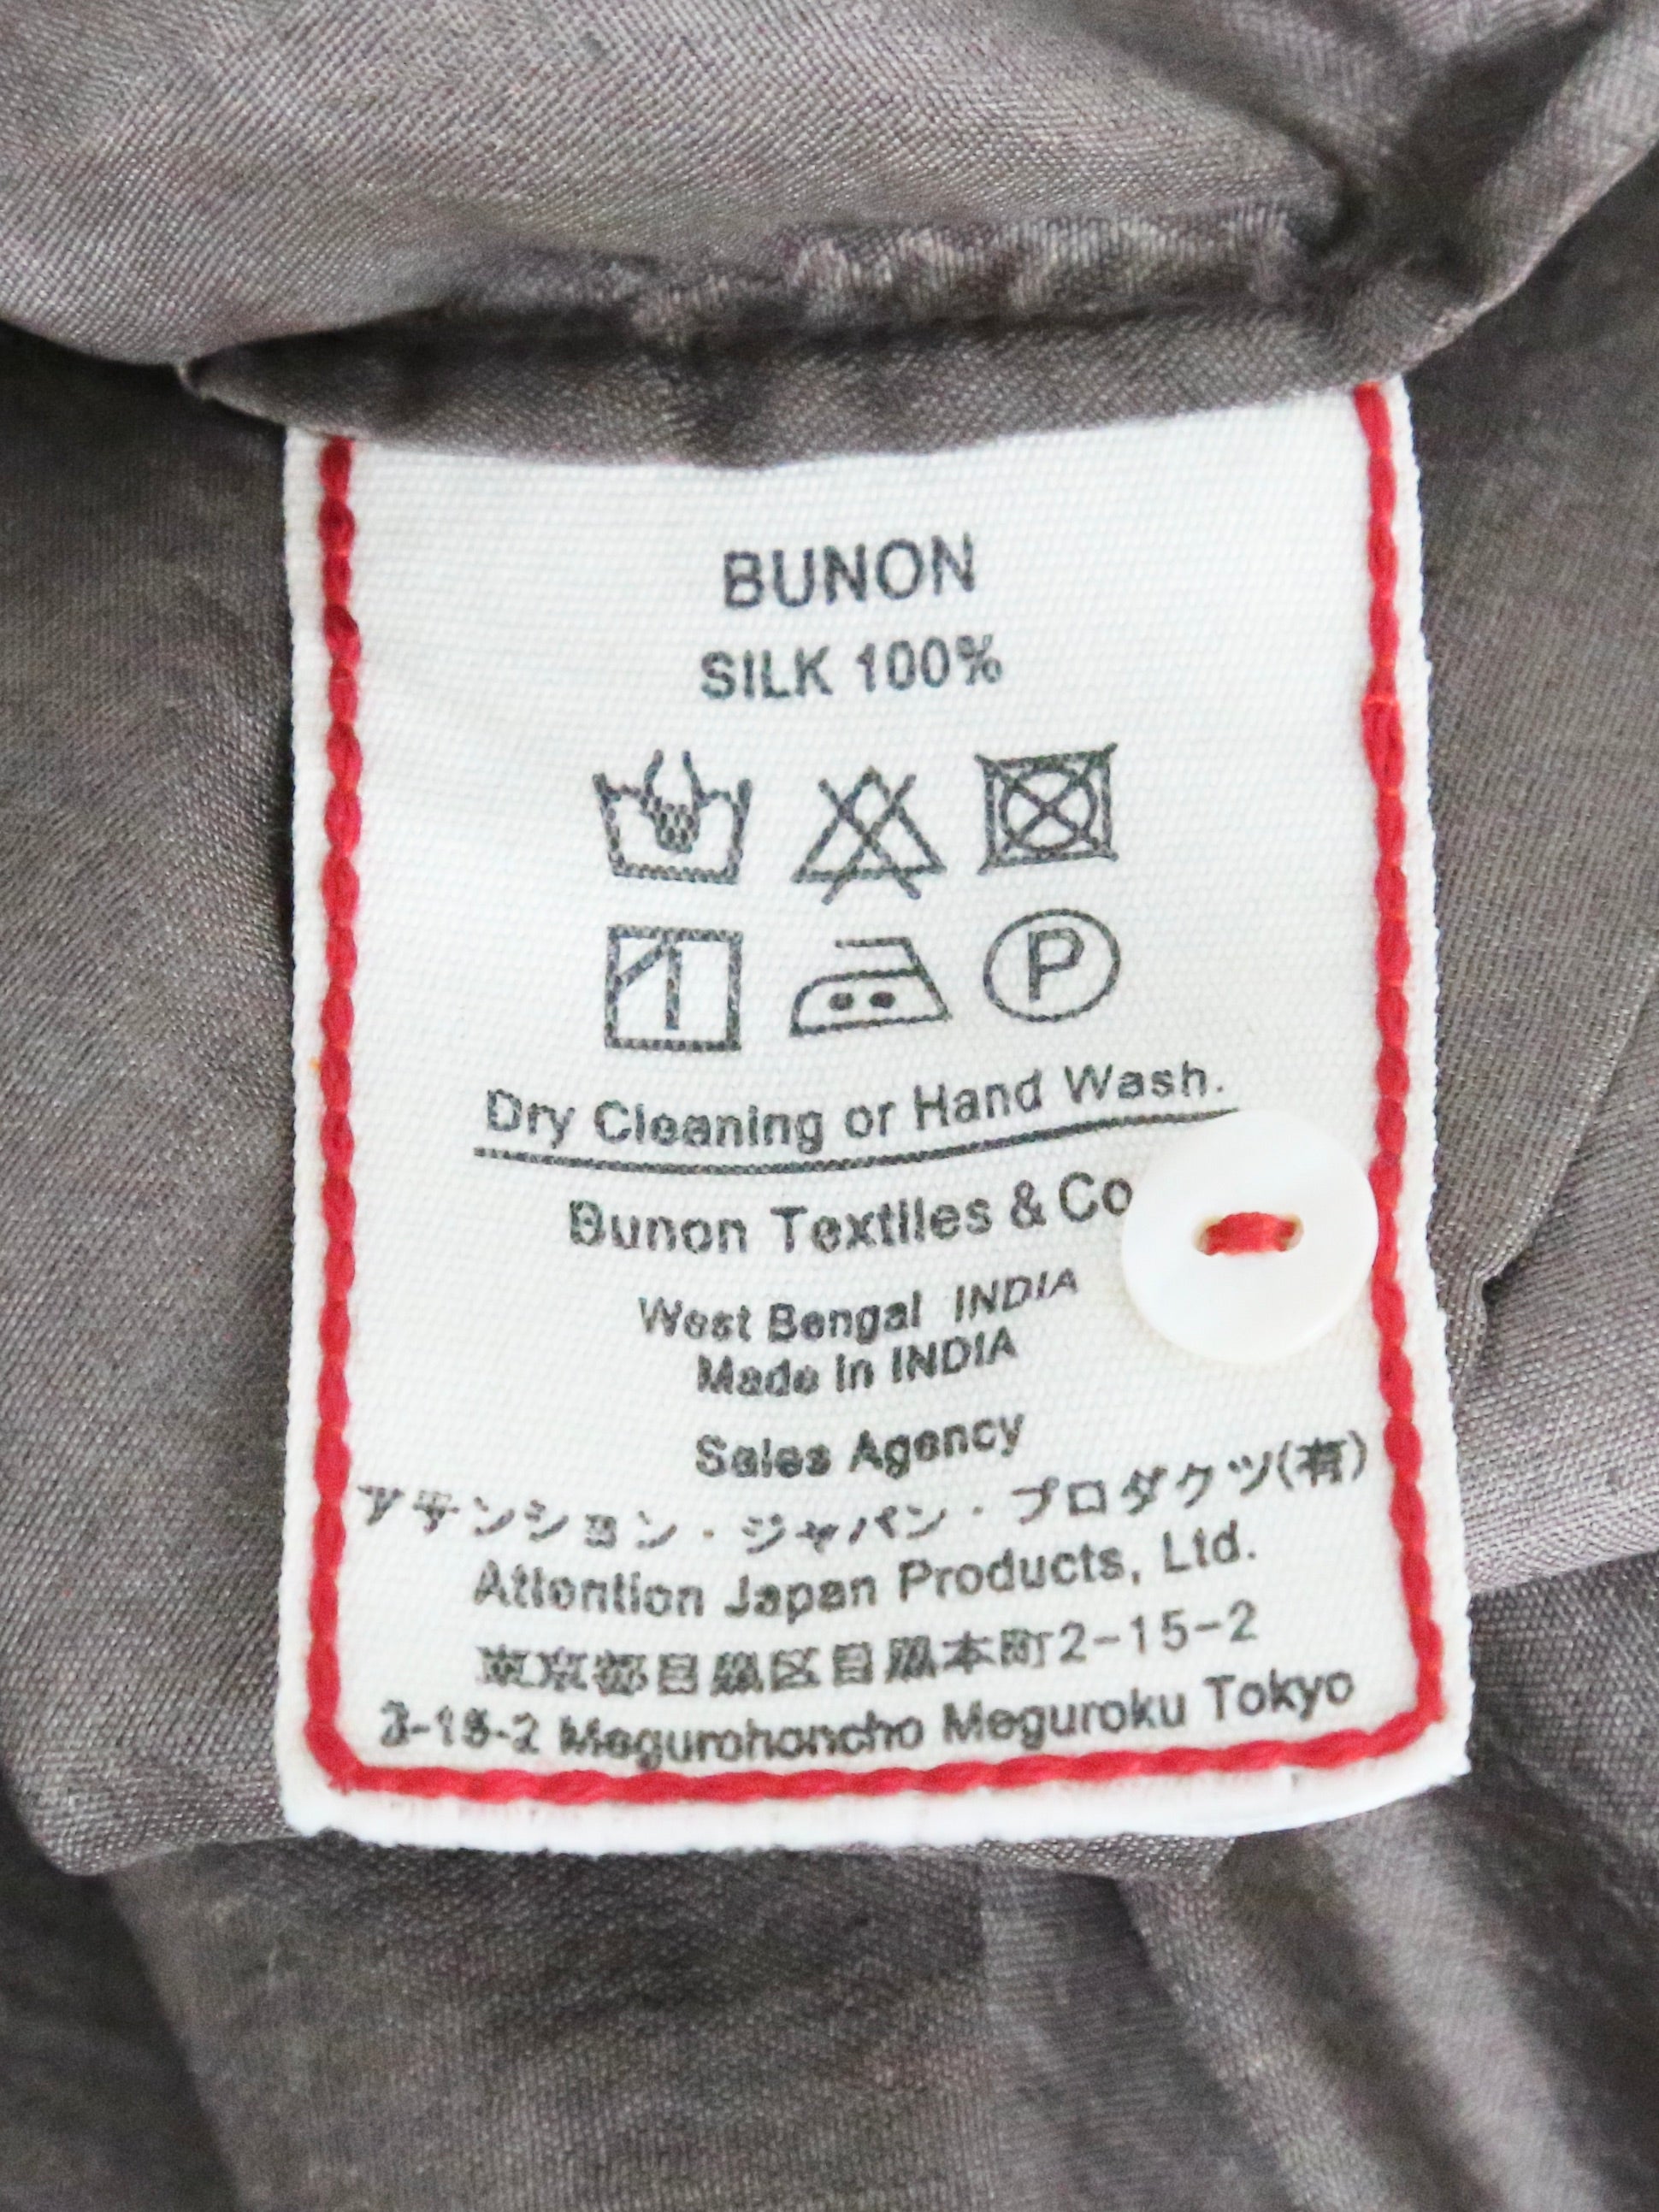 BUNON
SILK 100%
P
Dry Cleaning or Hand Wash.
Bunon Textiles & Co
West Bengal INDIA
Made in INDIA
Sales Agency
アテンション・ジャパン・プロダクツ(有)
Attention Japan Products, Ltd.
東京都目黒区目黒本町2-15-2
2-15-2 Megurohoncho Meguroku Tokyo